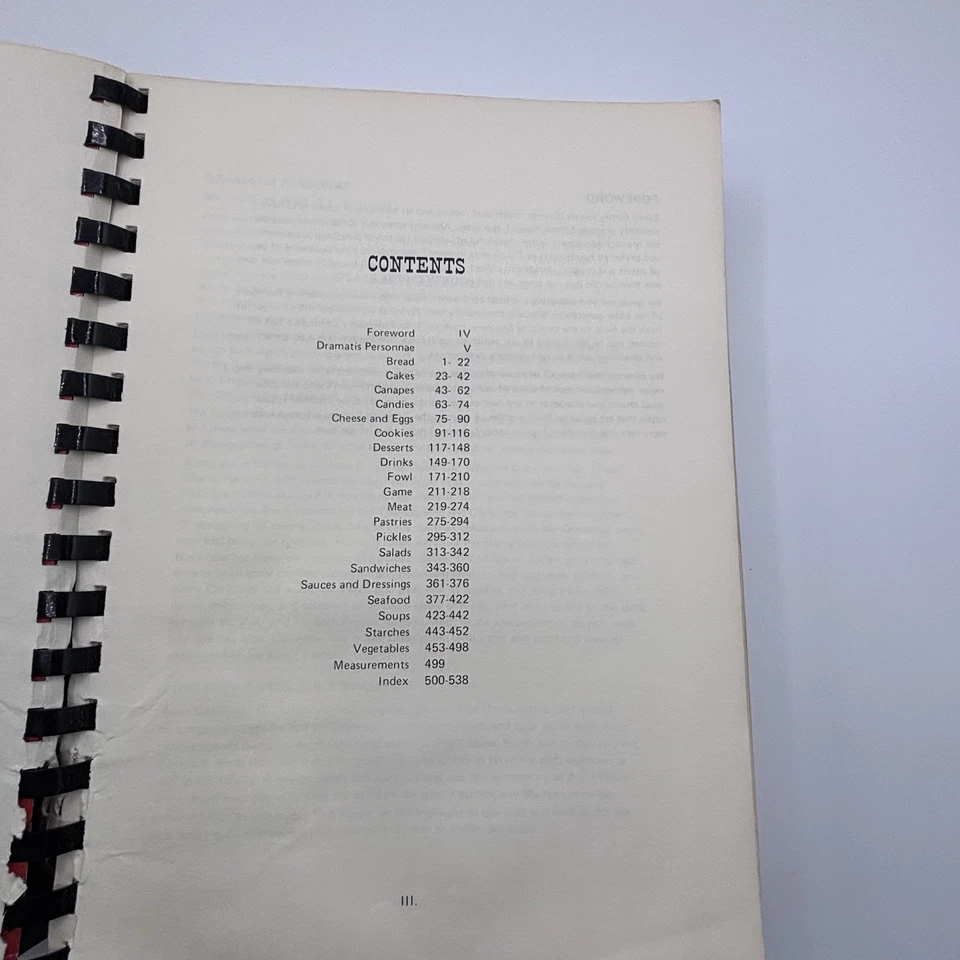 CONTENTS
Foreword IV
Dramatis Personnae V
Bread 1- 22
Cakes 23- 42
Canapes 43- 62
Candies 63- 74
Cheese and Eggs 75- 90
Cookies 91-116
Desserts 117-148
Drinks 149-170
Fowl 171-210
Game 211-218
Meat 219-274
Pastries 275-294
Pickles 295-312
Salads 313-342
Sandwiches 343-360
Sauces and Dressings 361-376
Seafood 377-422
Soups 423-442
Starches 443-452
Vegetables 453-498
Measurements 499
Index 500-538
III.